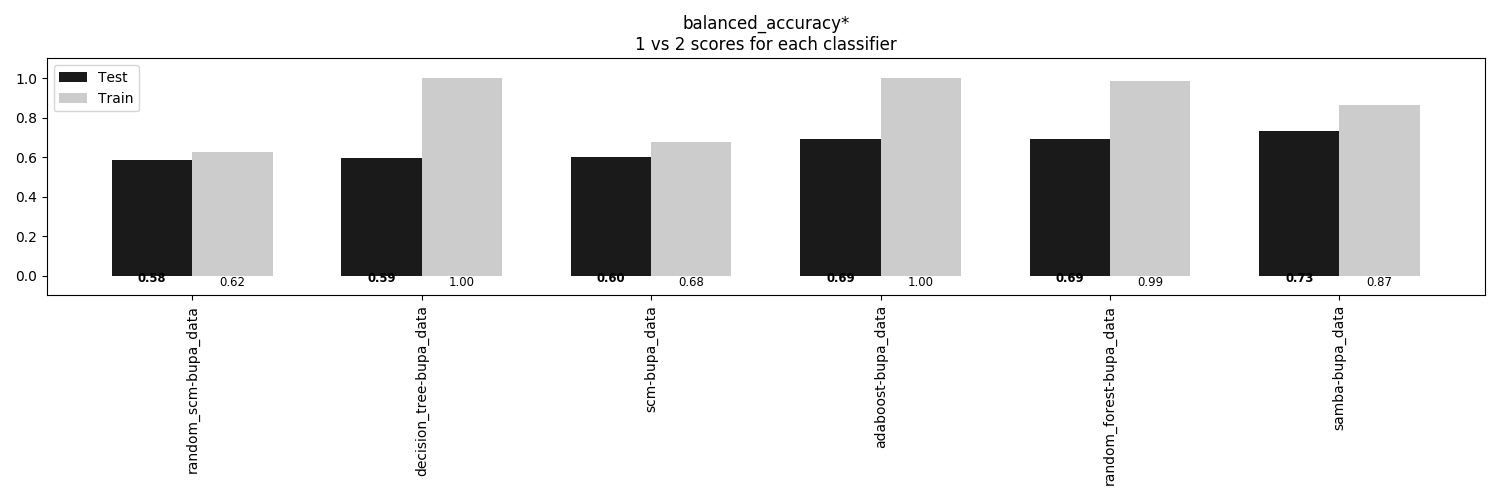 balanced_accuracy*
1 vs 2 scores for each classifier
Test
Train
1.0
0.8
0.6
0.4
0.2
0.0
0.58
0.62
0.59
1.00
0.60
0.68
0.69
1.00
0.69
0.99
0.73
0.87
random_scm-bupa_data
decision_tree-bupa_data
scm-bupa_data
adaboost-bupa_data
random_forest-bupa_data
samba-bupa_data